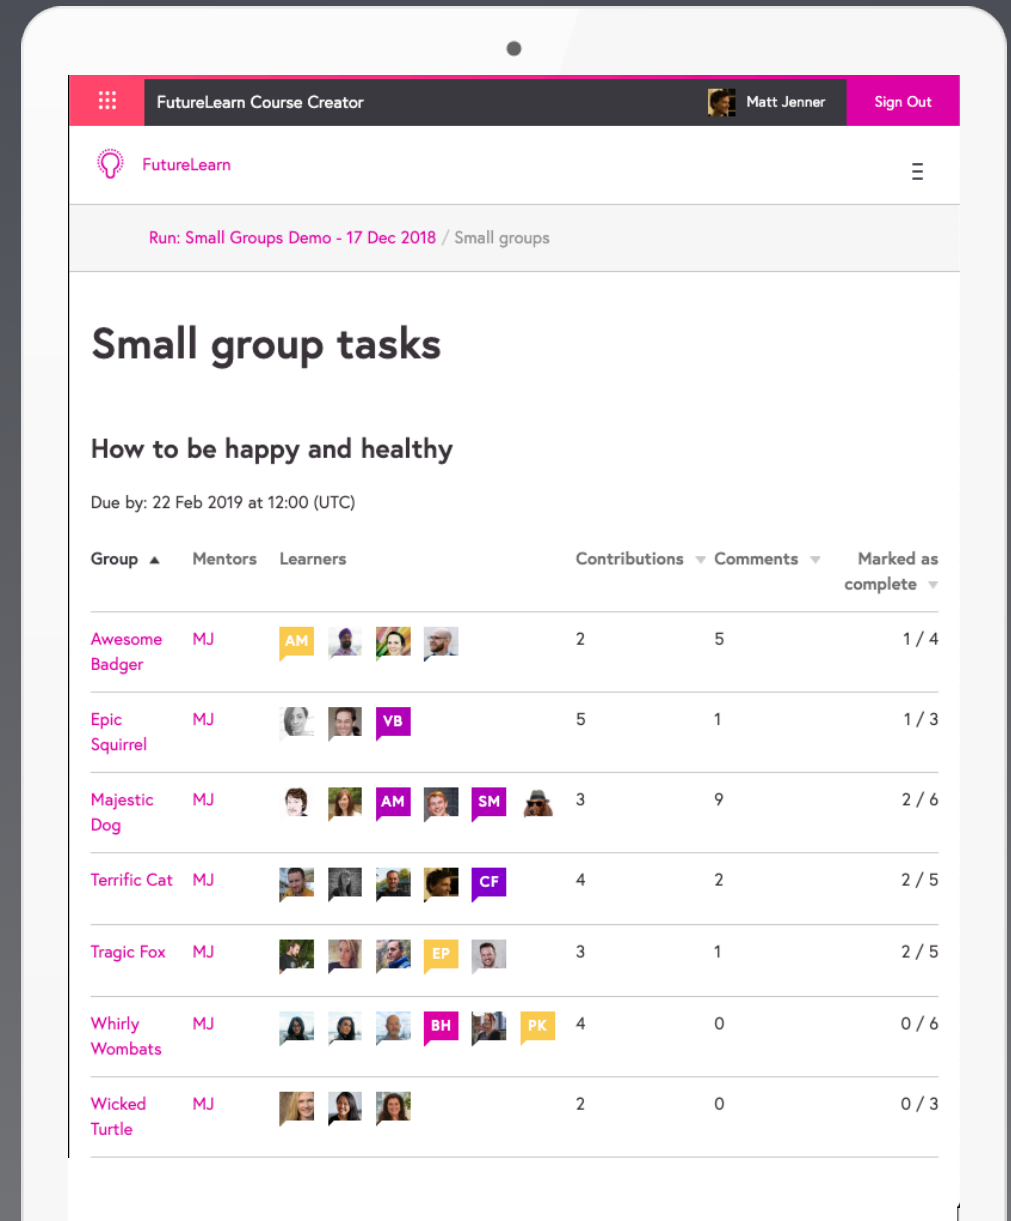 FutureLearn Course Creator
Matt Jenner
Sign Out
FutureLearn
Run: Small Groups Demo - 17 Dec 2018 / Small groups
Small group tasks
How to be happy and healthy
Due by: 22 Feb 2019 at 12:00 (UTC)
Group ▲ Mentors Learners Contributions ▼ Comments ▼ Marked as
complete ▼
Awesome MJ AM 2 5 1 / 4
Badger
Epic MJ VB 5 1 1 / 3
Squirrel
Majestic MJ AM SM 3 9 2 / 6
Dog
Terrific Cat MJ CF 4 2 2 / 5
Tragic Fox MJ EP 3 1 2 / 5
Whirly MJ BH PK 4 0 0 / 6
Wombats
Wicked MJ 2 0 0 / 3
Turtle